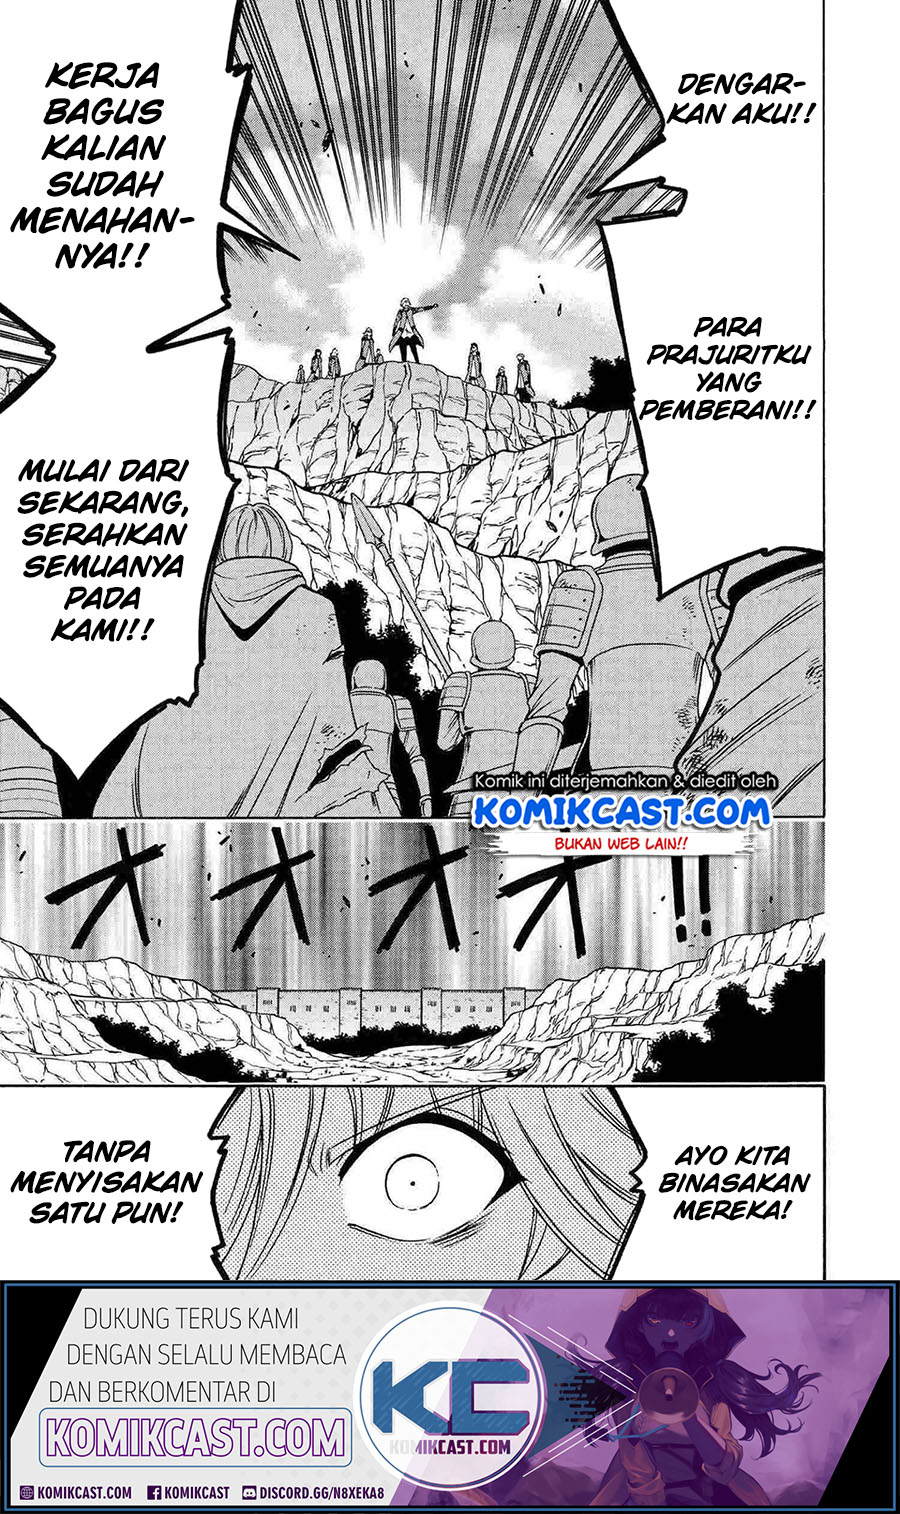 DENGAR-
KAN AKU!!
PARA
PRAJURITKU
YANG
PEMBERANI!!
KERJA
BAGUS
KALIAN
SUDAH
MENAHAN-
NYA!!
MULAI DARI
SEKARANG,
SERAHKAN
SEMUANYA
PADA
KAMI!!
Komik ini diterjemahkan & diedit oleh
KOMIKCAST.COM
BUKAN WEB LAIN!!
オオオオ!!
AYO KITA
BINASAKAN
MEREKA!
TANPA
MENYISAKAN
SATU PUN!
DUKUNG TERUS KAMI
DENGAN SELALU MEMBACA
DAN BERKOMENTAR DI
KOMIKCAST.COM
KC
KOMIKCAST.COM
KOMIKCAST.COM KOMIKCAST DISCORD.GG/N8XEKA8